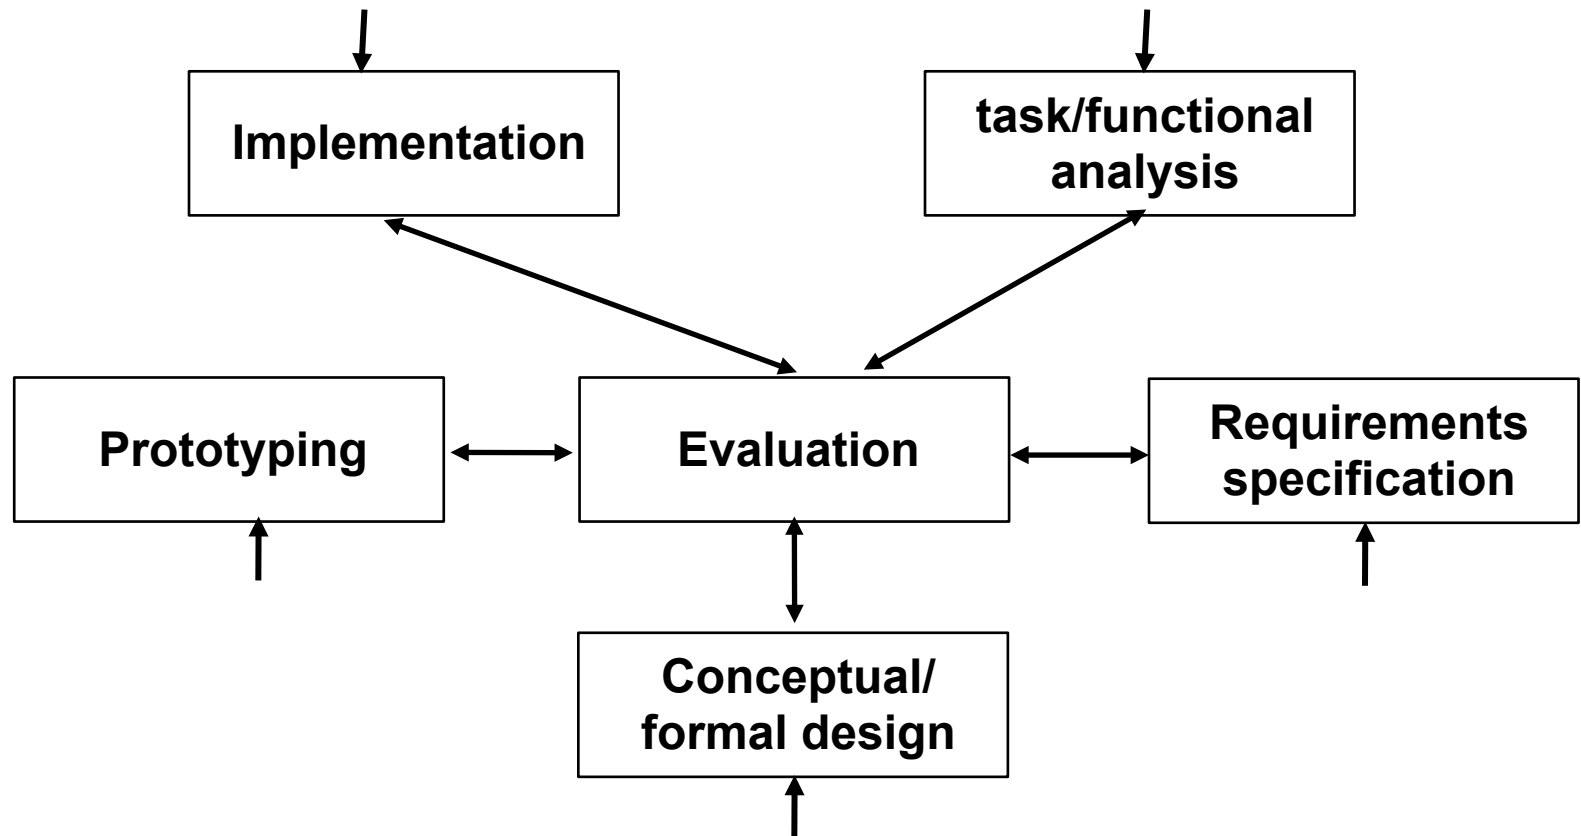 Implementation
task/functional
analysis
Prototyping
Evaluation
Requirements
specification
Conceptual/
formal design